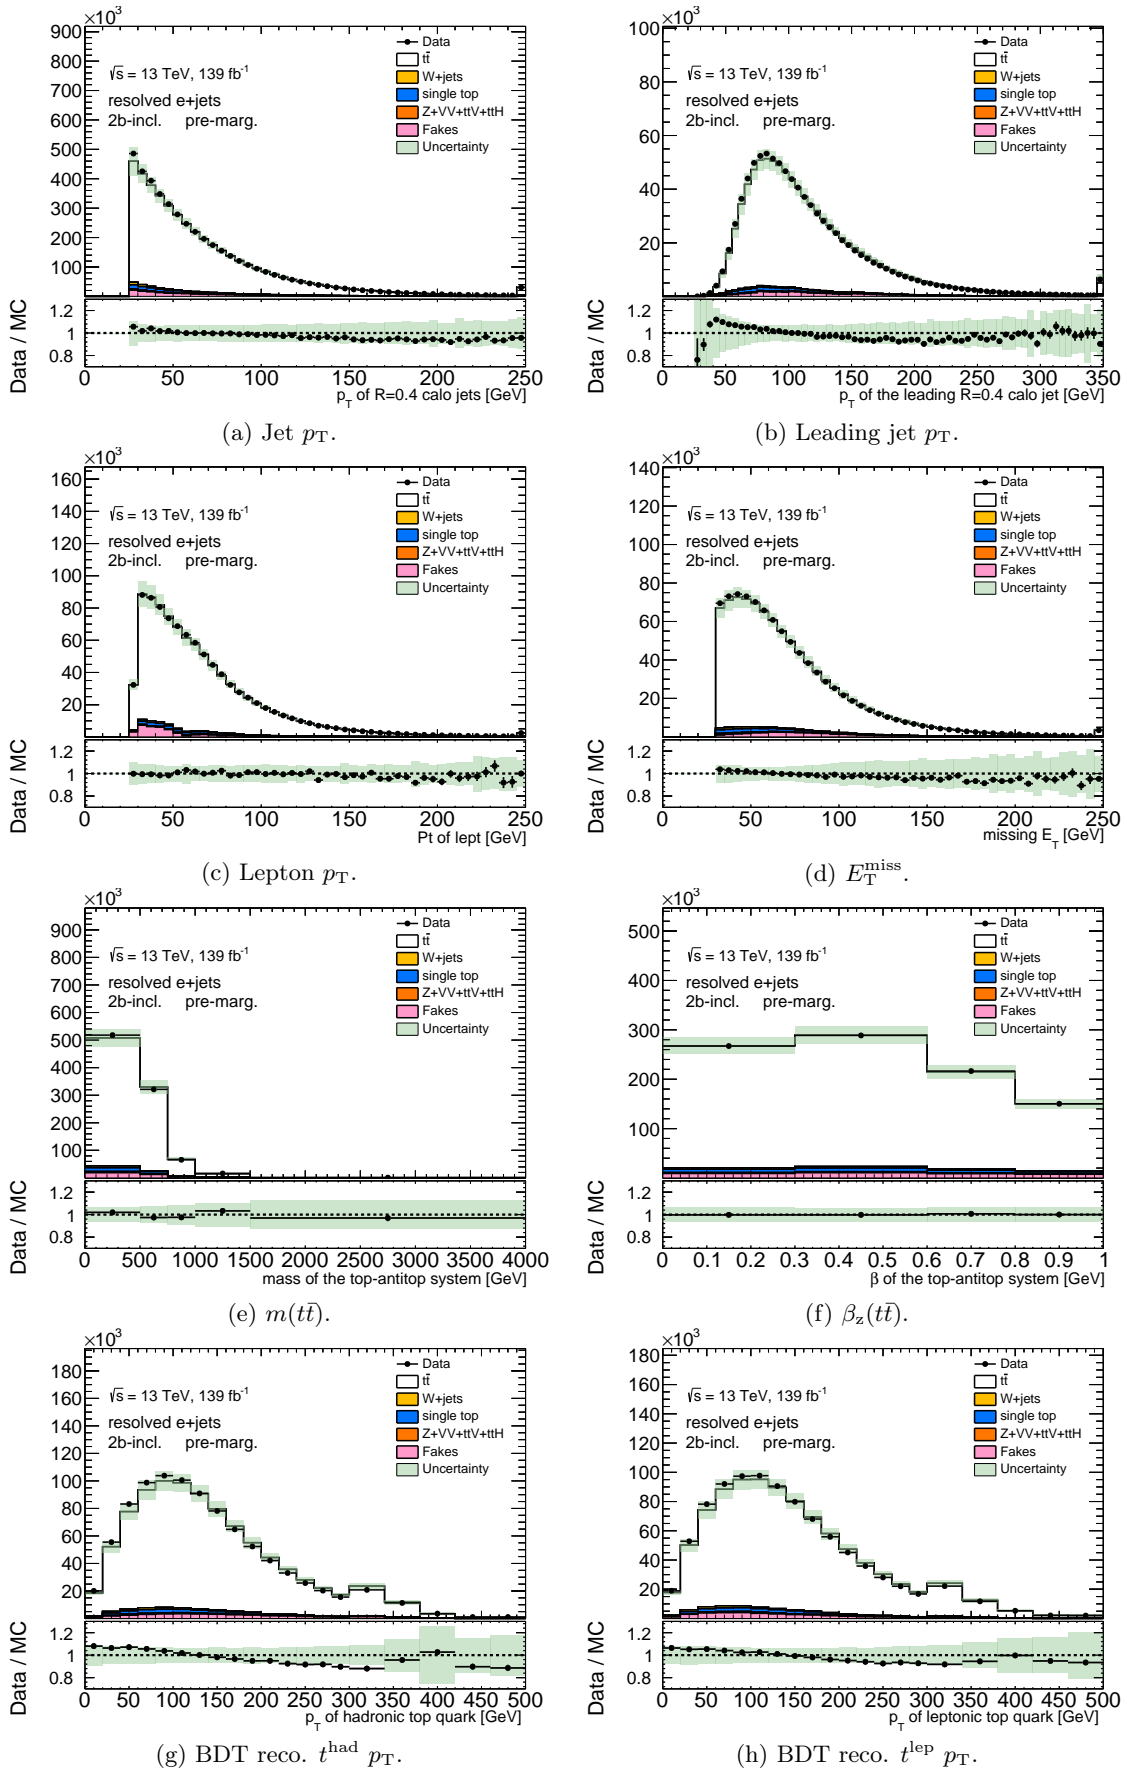 ×10³
900
800
700
600
500
400
300
200
100
√s = 13 TeV, 139 fb⁻¹
resolved e+jets
2b-incl. pre-marg.
Data
tt̄
W+jets
single top
Z+VV+ttV+ttH
Fakes
Uncertainty
Data / MC
1.2
1
0.8
0 50 100 150 200 250
p_T of R=0.4 calo jets [GeV]
(a) Jet p_T.
×10³
100
80
60
40
20
√s = 13 TeV, 139 fb⁻¹
resolved e+jets
2b-incl. pre-marg.
Data
tt̄
W+jets
single top
Z+VV+ttV+ttH
Fakes
Uncertainty
Data / MC
1.2
1
0.8
0 50 100 150 200 250 300 350
p_T of the leading R=0.4 calo jet [GeV]
(b) Leading jet p_T.
×10³
160
140
120
100
80
60
40
20
√s = 13 TeV, 139 fb⁻¹
resolved e+jets
2b-incl. pre-marg.
Data
tt̄
W+jets
single top
Z+VV+ttV+ttH
Fakes
Uncertainty
Data / MC
1.2
1
0.8
0 50 100 150 200 250
Pt of lept [GeV]
(c) Lepton p_T.
×10³
140
120
100
80
60
40
20
√s = 13 TeV, 139 fb⁻¹
resolved e+jets
2b-incl. pre-marg.
Data
tt̄
W+jets
single top
Z+VV+ttV+ttH
Fakes
Uncertainty
Data / MC
1.2
1
0.8
0 50 100 150 200 250
missing E_T [GeV]
(d) E_T^miss.
×10³
900
800
700
600
500
400
300
200
100
√s = 13 TeV, 139 fb⁻¹
resolved e+jets
2b-incl. pre-marg.
Data
tt̄
W+jets
single top
Z+VV+ttV+ttH
Fakes
Uncertainty
Data / MC
1.2
1
0.8
0 500 1000 1500 2000 2500 3000 3500 4000
mass of the top-antitop system [GeV]
(e) m(tt̄).
×10³
500
400
300
200
100
√s = 13 TeV, 139 fb⁻¹
resolved e+jets
2b-incl. pre-marg.
Data
tt̄
W+jets
single top
Z+VV+ttV+ttH
Fakes
Uncertainty
Data / MC
1.2
1
0.8
0 0.1 0.2 0.3 0.4 0.5 0.6 0.7 0.8 0.9 1
β of the top-antitop system [GeV]
(f) β_z(tt̄).
×10³
180
160
140
120
100
80
60
40
20
√s = 13 TeV, 139 fb⁻¹
resolved e+jets
2b-incl. pre-marg.
Data
tt̄
W+jets
single top
Z+VV+ttV+ttH
Fakes
Uncertainty
Data / MC
1.2
1
0.8
0 50 100 150 200 250 300 350 400 450 500
p_T of hadronic top quark [GeV]
(g) BDT reco. t^had p_T.
×10³
180
160
140
120
100
80
60
40
20
√s = 13 TeV, 139 fb⁻¹
resolved e+jets
2b-incl. pre-marg.
Data
tt̄
W+jets
single top
Z+VV+ttV+ttH
Fakes
Uncertainty
Data / MC
1.2
1
0.8
0 50 100 150 200 250 300 350 400 450 500
p_T of leptonic top quark [GeV]
(h) BDT reco. t^lep p_T.